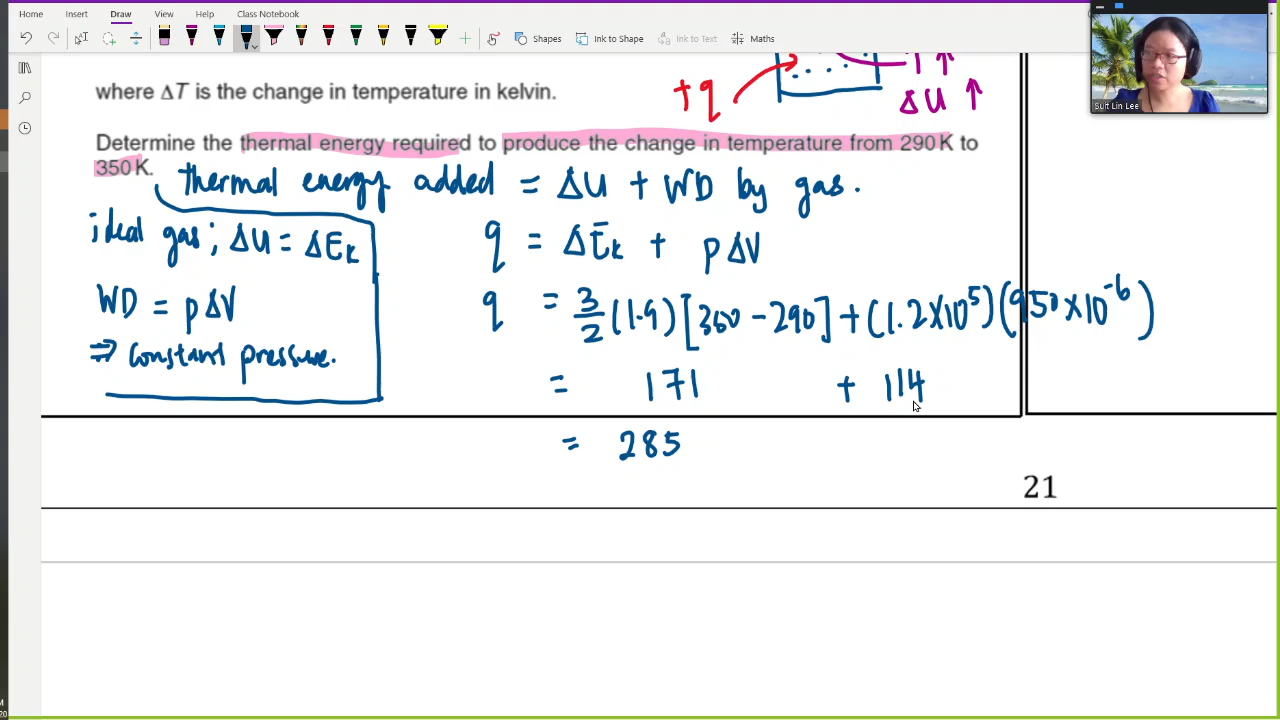 Home Insert Draw View Help Class Notebook
Shapes Ink to Shape Ink to Text Maths
where ΔT is the change in temperature in kelvin.
+q
T ↑
ΔU ↑
Suit Lin Lee
Determine the thermal energy required to produce the change in temperature from 290 K to
350 K.
thermal energy added = ΔU + WD by gas.
ideal gas; ΔU = ΔEk
WD = pΔV
⇒ constant pressure.
q = ΔEk + pΔV
q = 3/2 (1.9) [360 - 290] + (1.2×10^5)(950×10^-6)
= 171 + 114
= 285
21